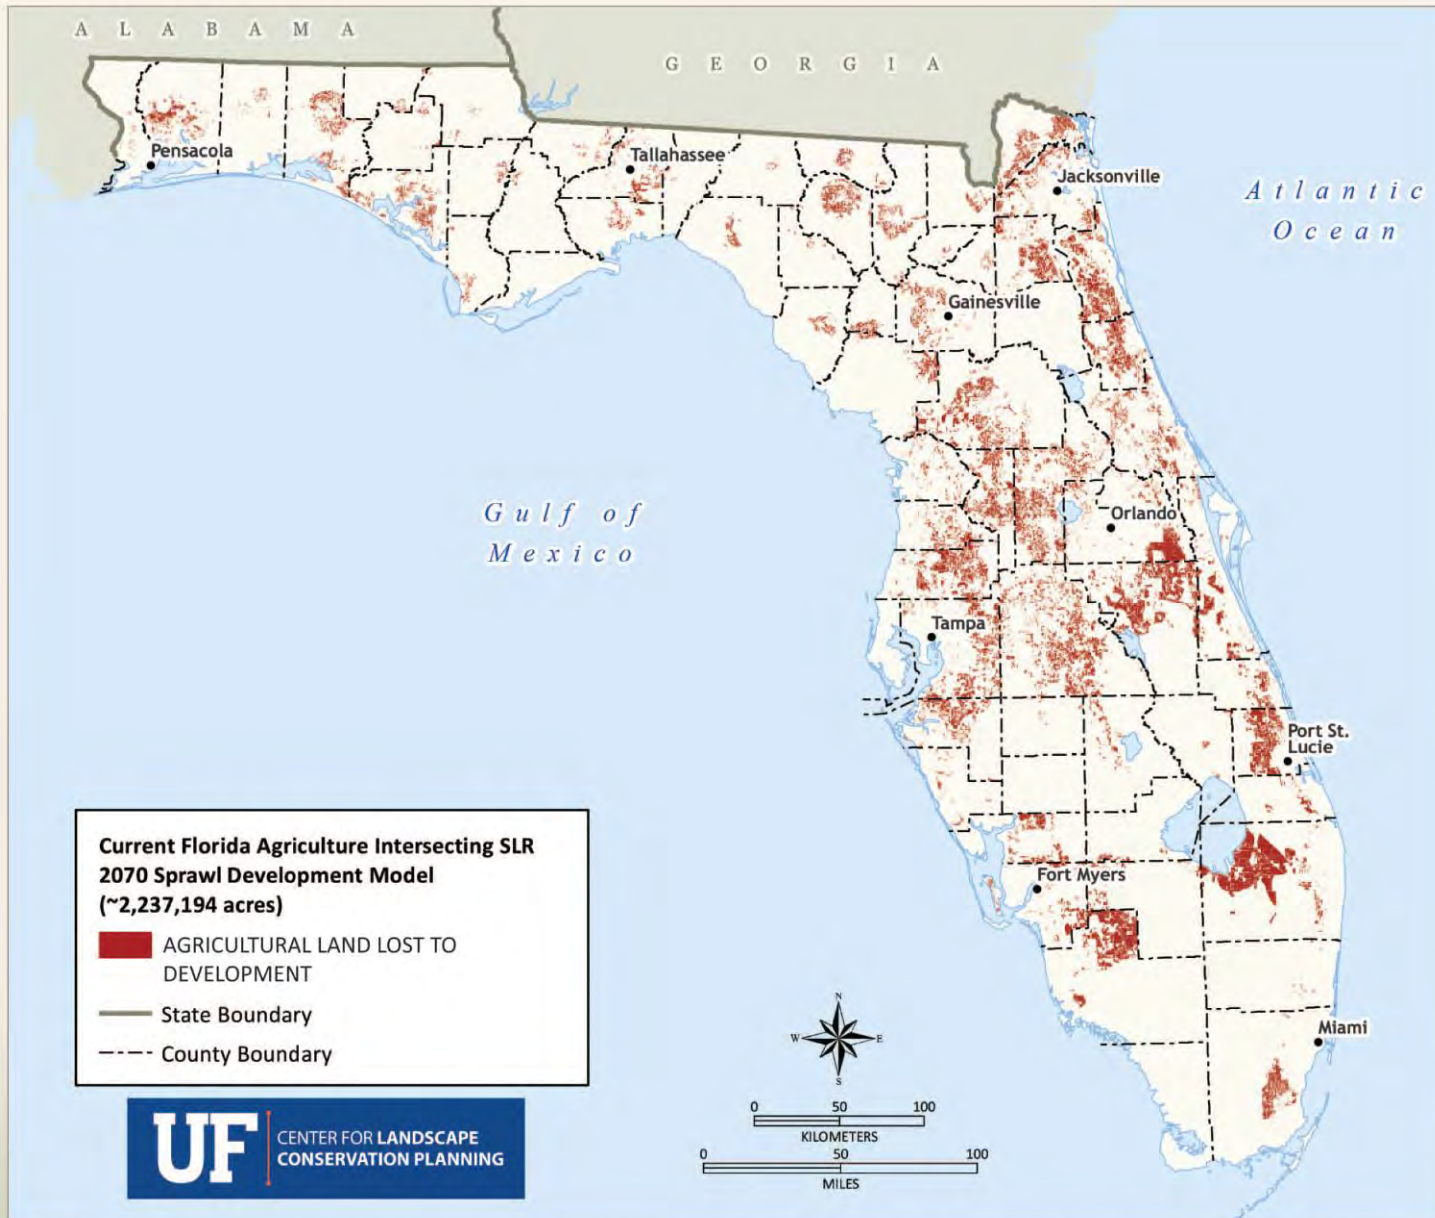 A L A B A M A
G E O R G I A
Pensacola
Tallahassee
Jacksonville
Atlantic
Ocean
Gainesville
Gulf of
Mexico
Orlando
Tampa
Port St.
Lucie
Fort Myers
Miami
Current Florida Agriculture Intersecting SLR
2070 Sprawl Development Model
(~2,237,194 acres)
AGRICULTURAL LAND LOST TO
DEVELOPMENT
State Boundary
County Boundary
N
W E
S
0 50 100
KILOMETERS
0 50 100
MILES
UF
CENTER FOR LANDSCAPE
CONSERVATION PLANNING